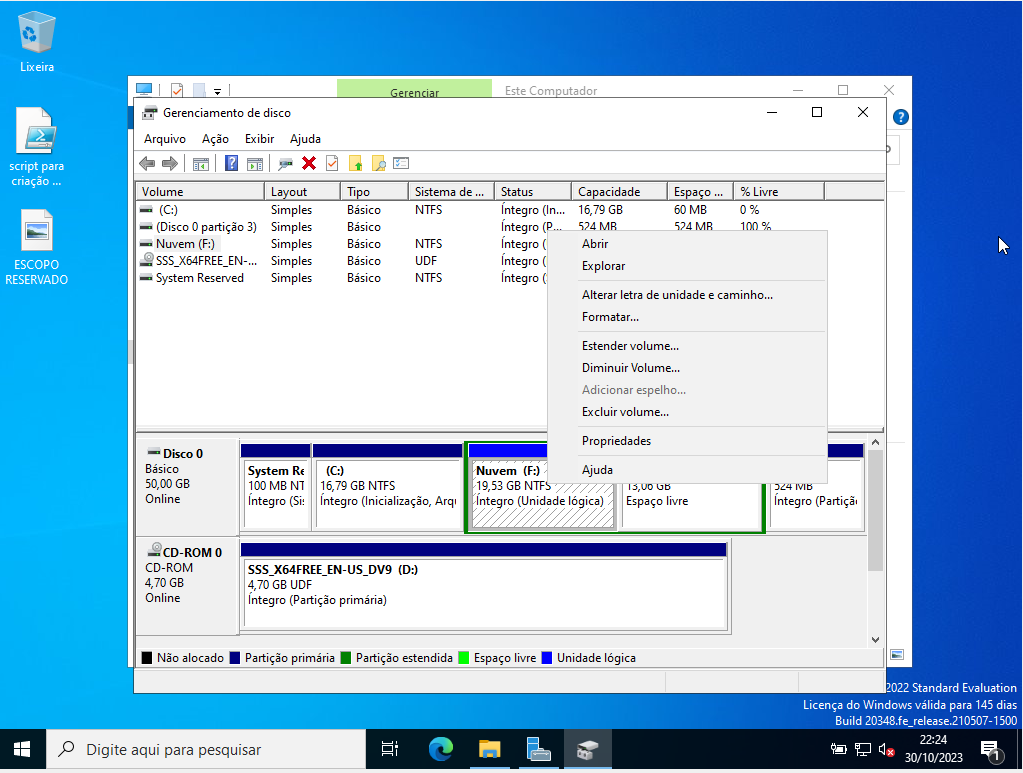 Lixeira
script para
criação ...
ESCOPO
RESERVADO
Gerenciar
Este Computador
Gerenciamento de disco
Arquivo Ação Exibir Ajuda
Volume Layout Tipo Sistema de ... Status Capacidade Espaço ... % Livre
(C:) Simples Básico NTFS Íntegro (In... 16,79 GB 60 MB 0 %
(Disco 0 partição 3) Simples Básico Íntegro (P... 524 MB 524 MB 100 %
Nuvem (F:) Simples Básico NTFS Íntegro (
SSS_X64FREE_EN-... Simples Básico UDF Íntegro (
System Reserved Simples Básico NTFS Íntegro (
Abrir
Explorar
Alterar letra de unidade e caminho...
Formatar...
Estender volume...
Diminuir Volume...
Adicionar espelho...
Excluir volume...
Propriedades
Ajuda
Disco 0
Básico
50,00 GB
Online
System Re
100 MB NT
Íntegro (Sis
(C:)
16,79 GB NTFS
Íntegro (Inicialização, Arqu
Nuvem (F:)
19,53 GB NTFS
Íntegro (Unidade lógica)
13,06 GB
Espaço livre
524 MB
Íntegro (Partiçã
CD-ROM 0
CD-ROM
4,70 GB
Online
SSS_X64FREE_EN-US_DV9 (D:)
4,70 GB UDF
Íntegro (Partição primária)
Não alocado Partição primária Partição estendida Espaço livre Unidade lógica
2022 Standard Evaluation
Licença do Windows válida para 145 dias
Build 20348.fe_release.210507-1500
Digite aqui para pesquisar
22:24
30/10/2023
1